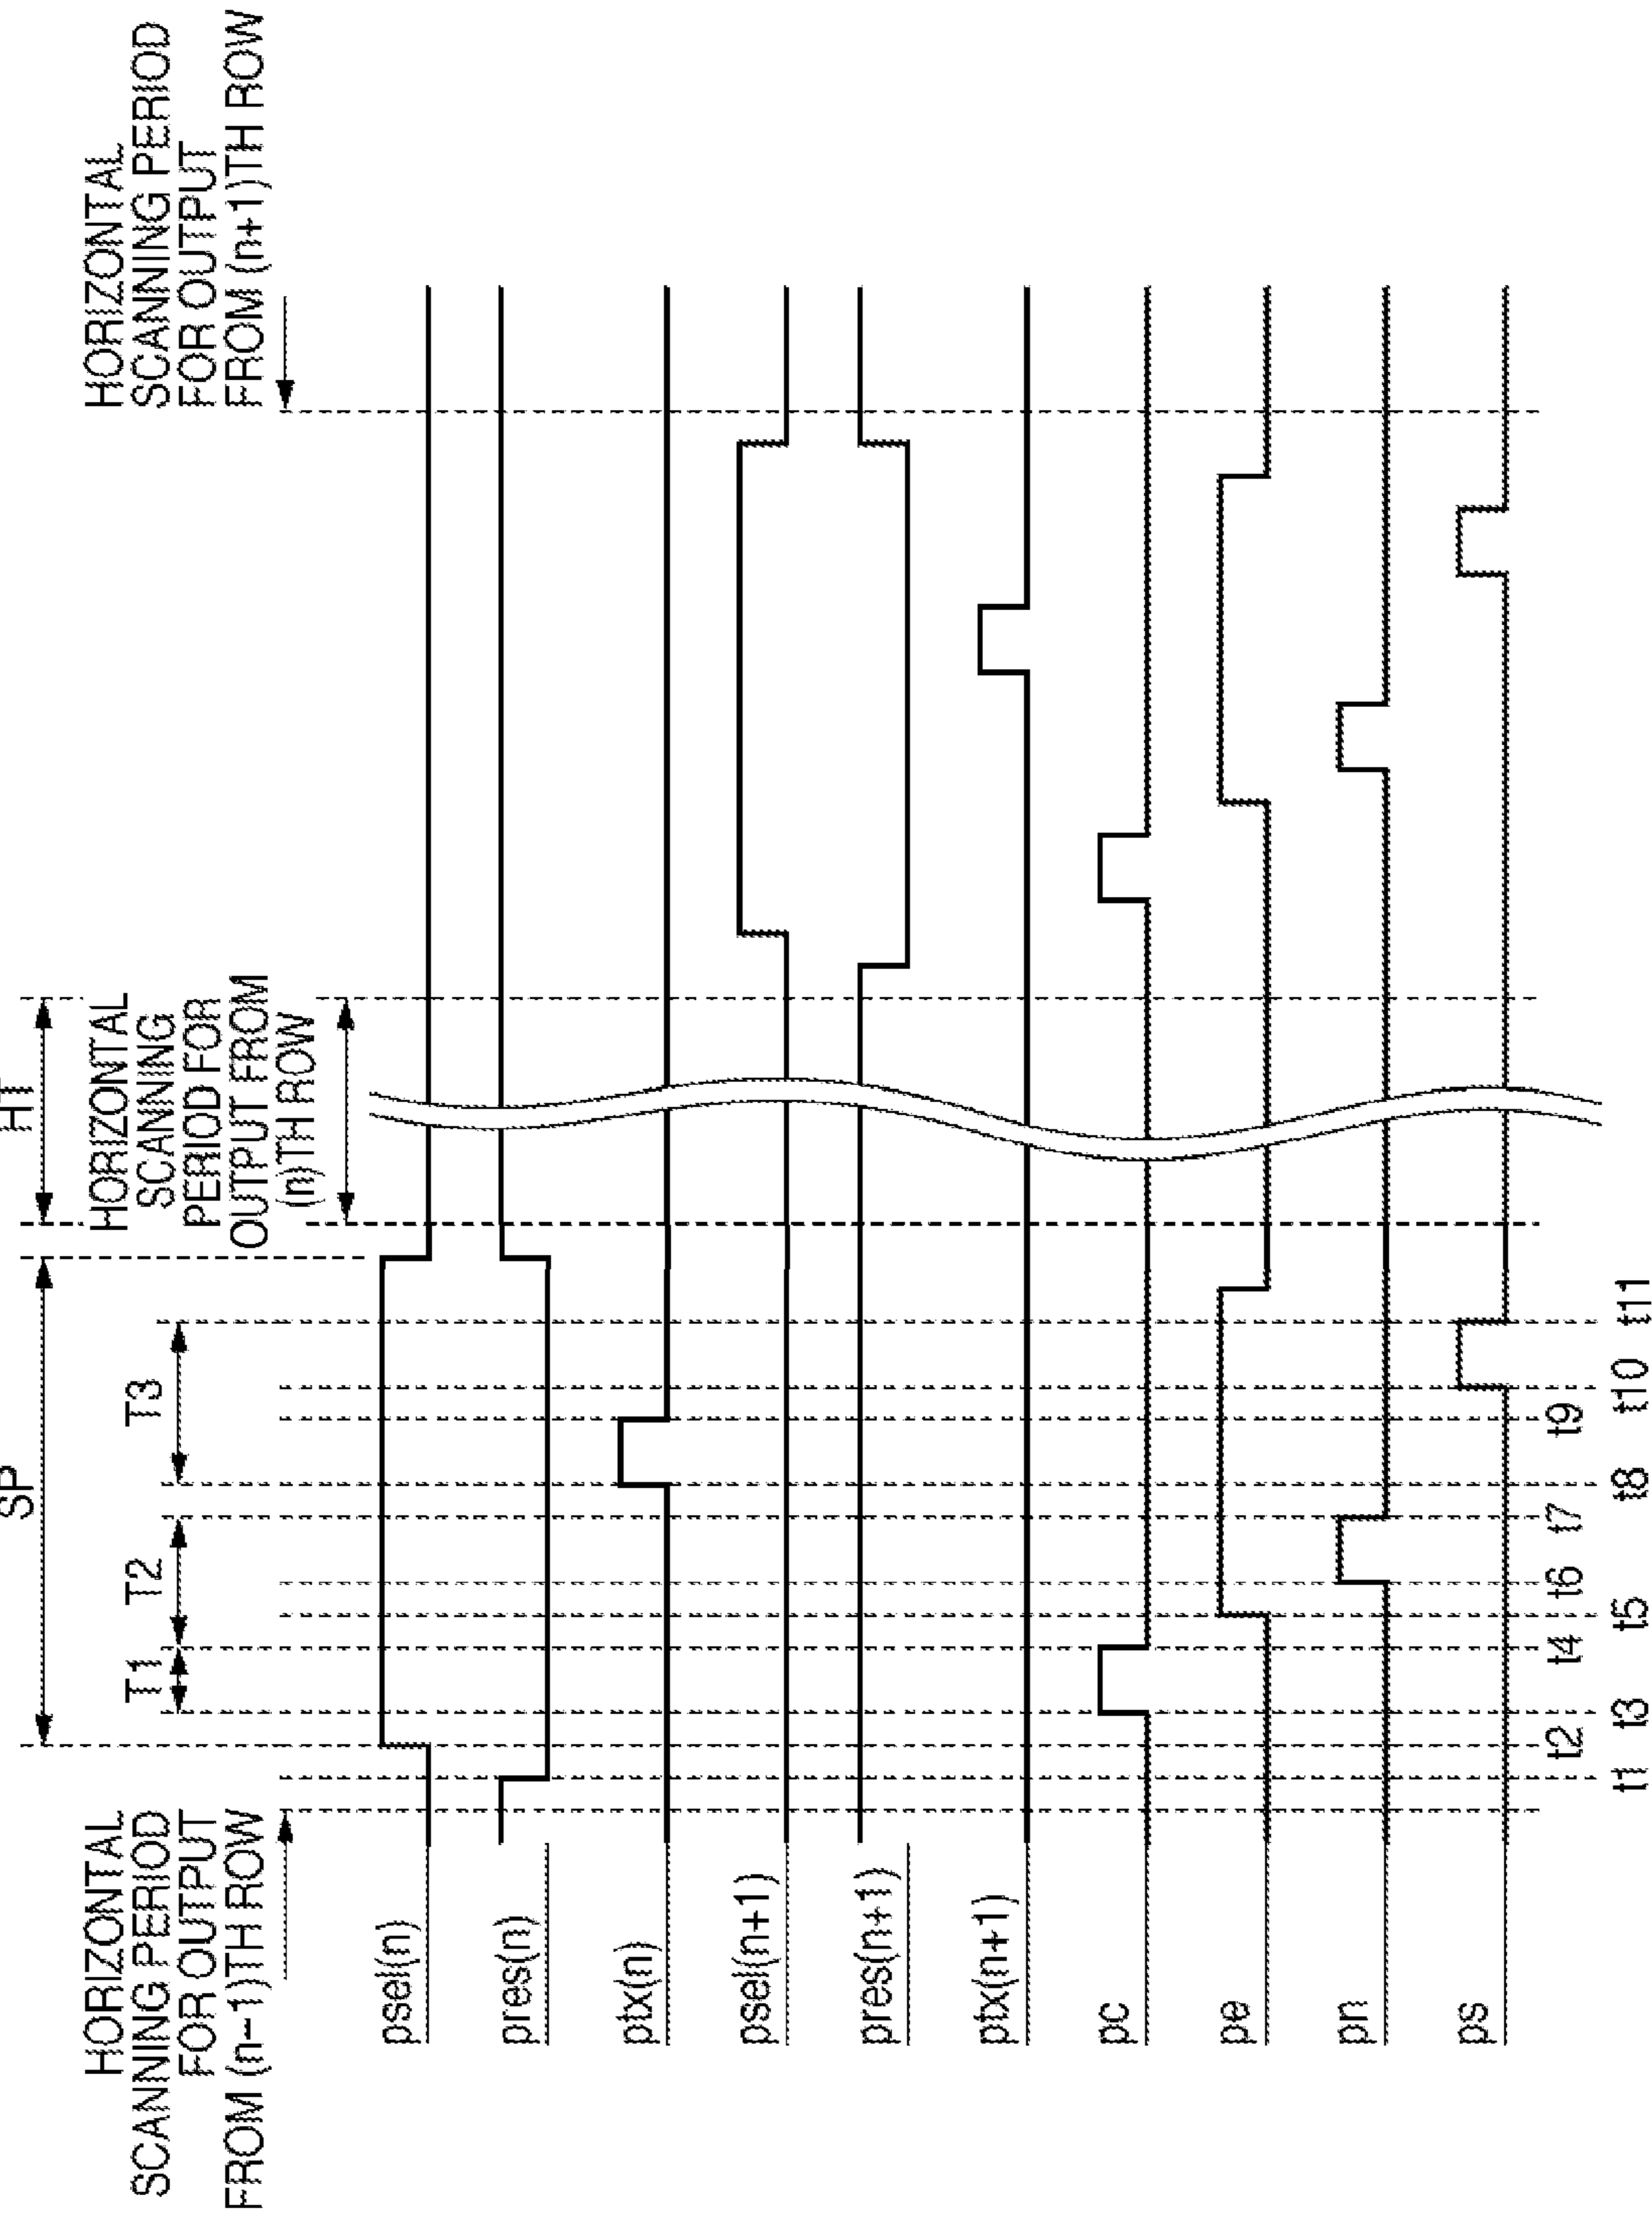 SP
HT
HORIZONTAL
SCANNING PERIOD
FOR OUTPUT
FROM (n-1)TH ROW
T1
T2
T3
HORIZONTAL
SCANNING
PERIOD FOR
OUTPUT FROM
(n)TH ROW
HORIZONTAL
SCANNING PERIOD
FOR OUTPUT
FROM (n+1)TH ROW
psel(n)
pres(n)
ptx(n)
psel(n+1)
pres(n+1)
ptx(n+1)
pc
pe
pn
ps
t2 t4 t6 t7 t9
t1 t3 t5 t8 t10 t11